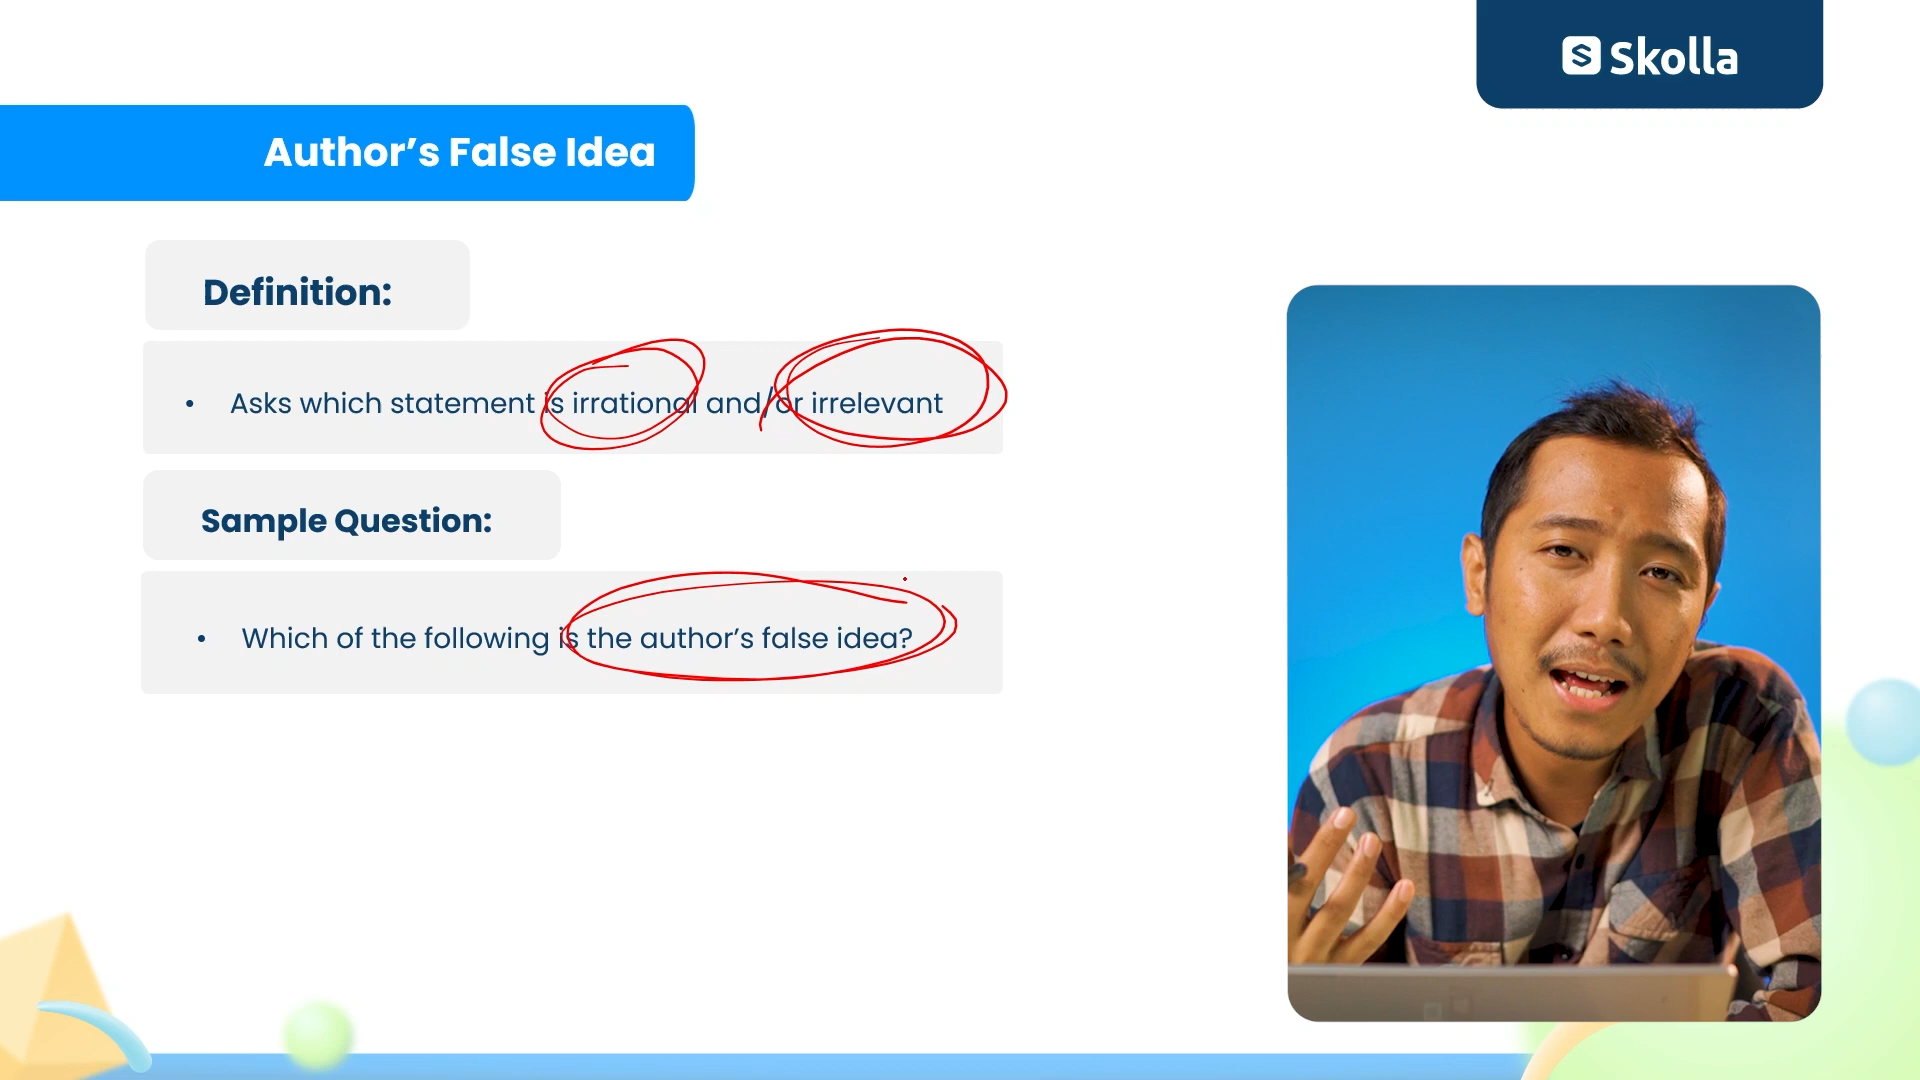 Skolla
Author’s False Idea
Definition:
• Asks which statement is irrational and/or irrelevant
Sample Question:
• Which of the following is the author’s false idea?